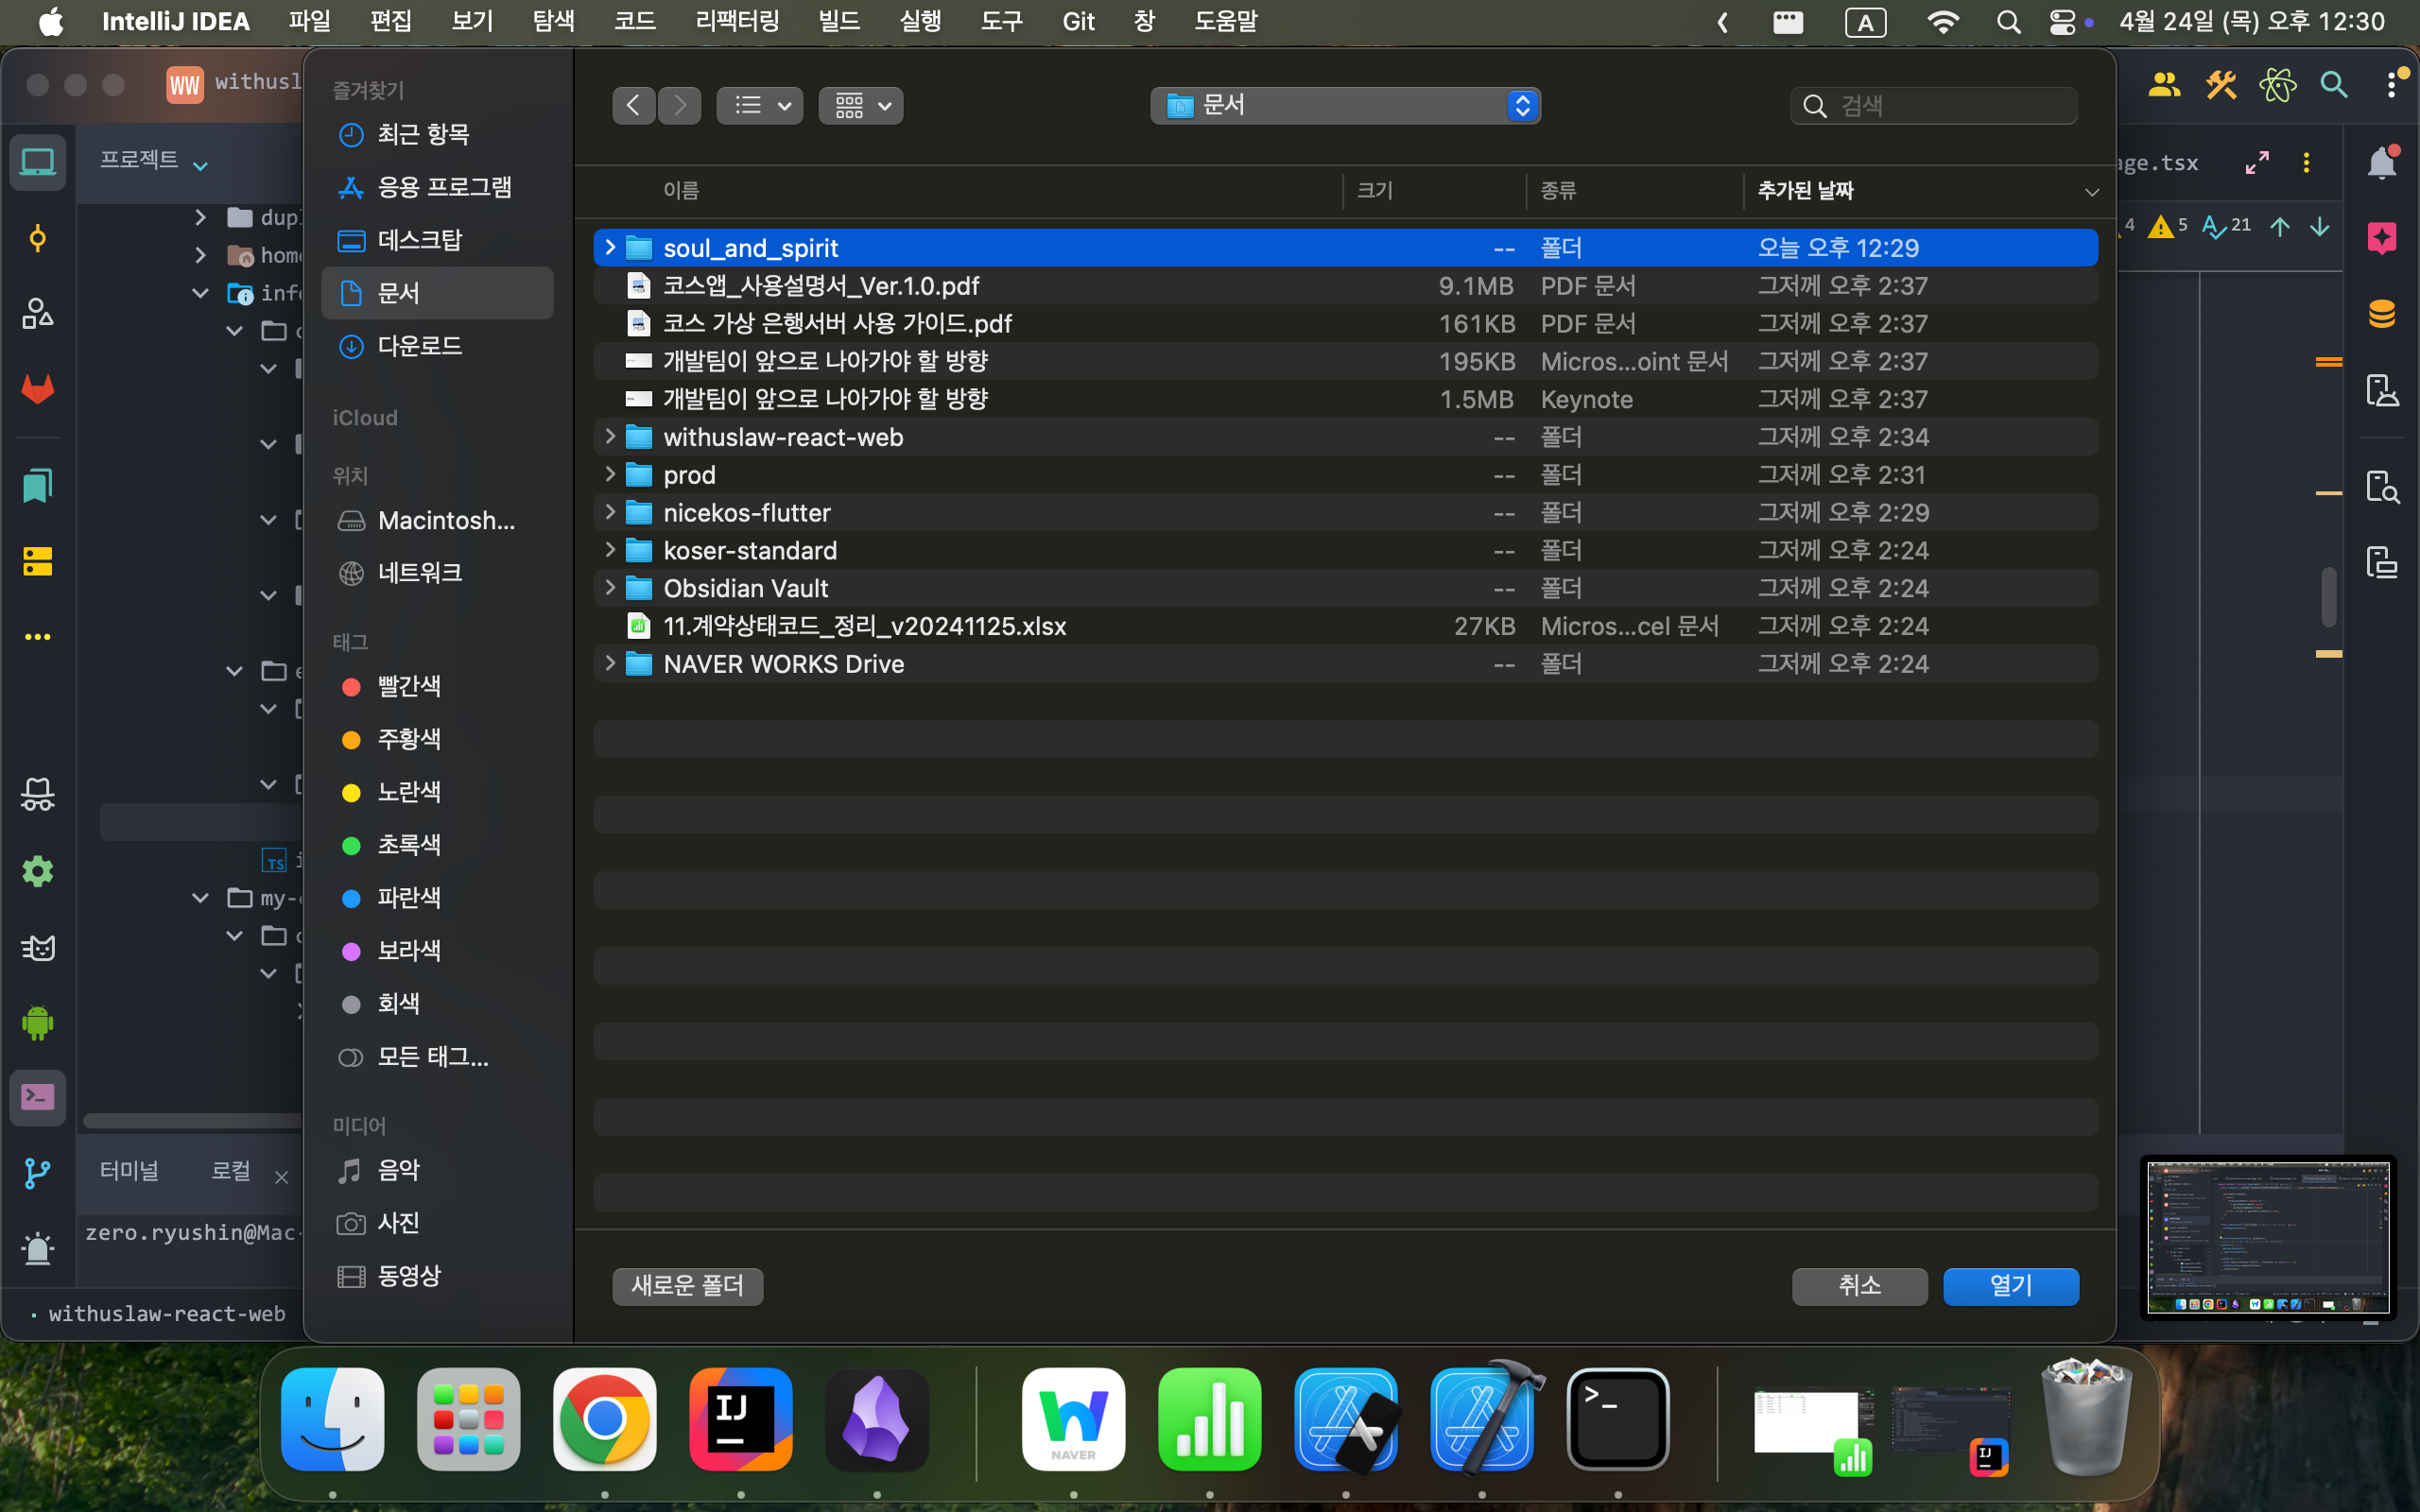 IntelliJ IDEA 파일 편집 보기 탐색 코드 리팩터링 빌드 실행 도구 Git 창 도움말 A 4월 24일 (목) 오후 12:30
WW withusl
프로젝트
dupl
home
info
TS
my-
터미널 로컬
zero.ryushin@Mac-
withuslaw-react-web
즐겨찾기
최근 항목
응용 프로그램
데스크탑
문서
다운로드
iCloud
위치
Macintosh...
네트워크
태그
빨간색
주황색
노란색
초록색
파란색
보라색
회색
모든 태그...
미디어
음악
사진
동영상
문서 검색
이름 크기 종류 추가된 날짜
soul_and_spirit -- 폴더 오늘 오후 12:29
코스앱_사용설명서_Ver.1.0.pdf 9.1MB PDF 문서 그저께 오후 2:37
코스 가상 은행서버 사용 가이드.pdf 161KB PDF 문서 그저께 오후 2:37
개발팀이 앞으로 나아가야 할 방향 195KB Micros...oint 문서 그저께 오후 2:37
개발팀이 앞으로 나아가야 할 방향 1.5MB Keynote 그저께 오후 2:37
withuslaw-react-web -- 폴더 그저께 오후 2:34
prod -- 폴더 그저께 오후 2:31
nicekos-flutter -- 폴더 그저께 오후 2:29
koser-standard -- 폴더 그저께 오후 2:24
Obsidian Vault -- 폴더 그저께 오후 2:24
11.계약상태코드_정리_v20241125.xlsx 27KB Micros...cel 문서 그저께 오후 2:24
NAVER WORKS Drive -- 폴더 그저께 오후 2:24
새로운 폴더 취소 열기
age.tsx
4 5 21
IJ
NAVER
IJ